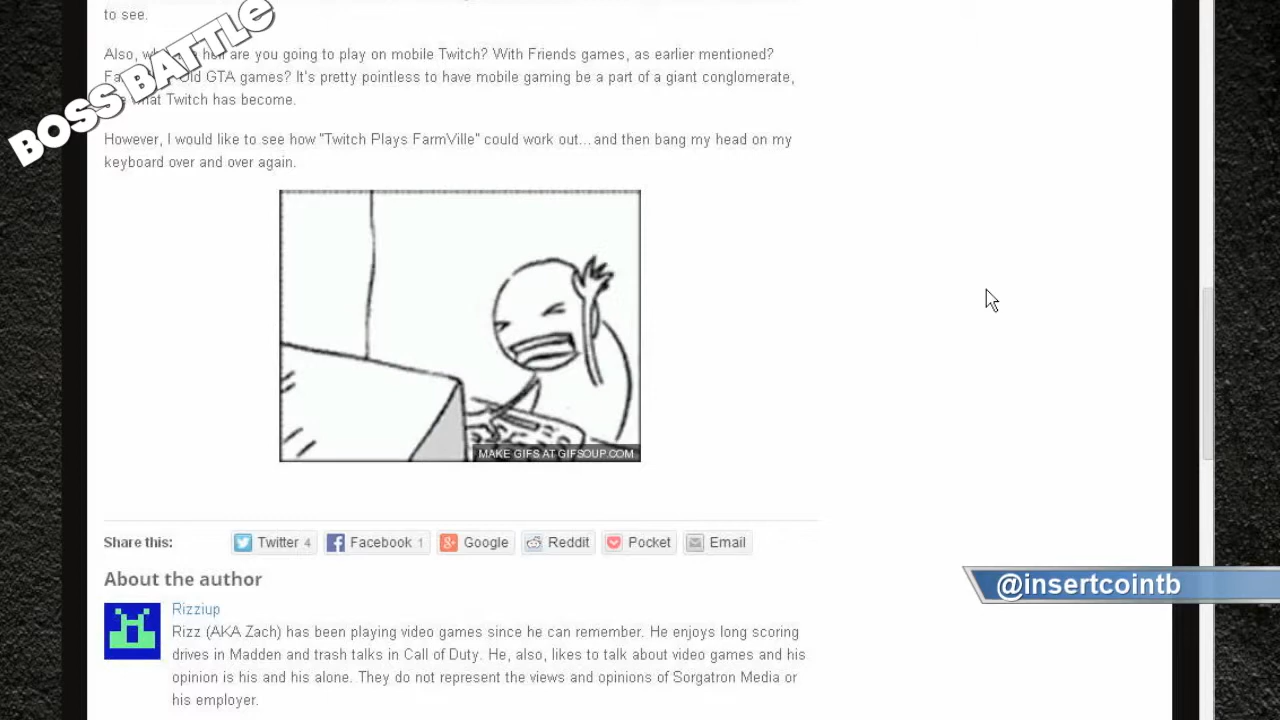 to see.
BOSS BATTLE
Also, are you going to play on mobile Twitch? With Friends games, as earlier mentioned?
Old GTA games? It's pretty pointless to have mobile gaming be a part of a giant conglomerate,
what Twitch has become.
However, I would like to see how "Twitch Plays FarmVille" could work out...and then bang my head on my
keyboard over and over again.
MAKE GIFS AT GIFSOUP.COM
Share this: Twitter 4 Facebook 1 Google Reddit Pocket Email
About the author
@insertcointb
Rizziup
Rizz (AKA Zach) has been playing video games since he can remember. He enjoys long scoring
drives in Madden and trash talks in Call of Duty. He, also, likes to talk about video games and his
opinion is his and his alone. They do not represent the views and opinions of Sorgatron Media or
his employer.